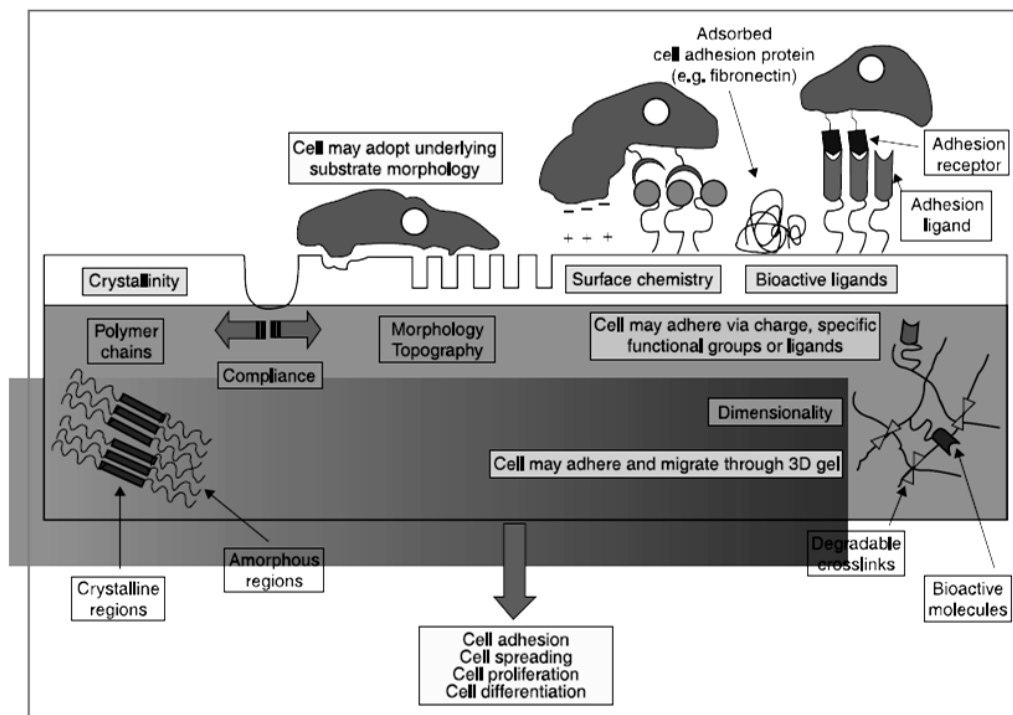 Adsorbed
cell adhesion protein
(e.g. fibronectin)
Cell may adopt underlying
substrate morphology
Adhesion
receptor
Adhesion
ligand
Crystallinity
Surface chemistry
Bioactive ligands
Polymer
chains
Compliance
Morphology
Topography
Cell may adhere via charge, specific
functional groups or ligands
Dimensionality
Cell may adhere and migrate through 3D gel
Crystalline
regions
Amorphous
regions
Degradable
crosslinks
Bioactive
molecules
Cell adhesion
Cell spreading
Cell proliferation
Cell differentiation